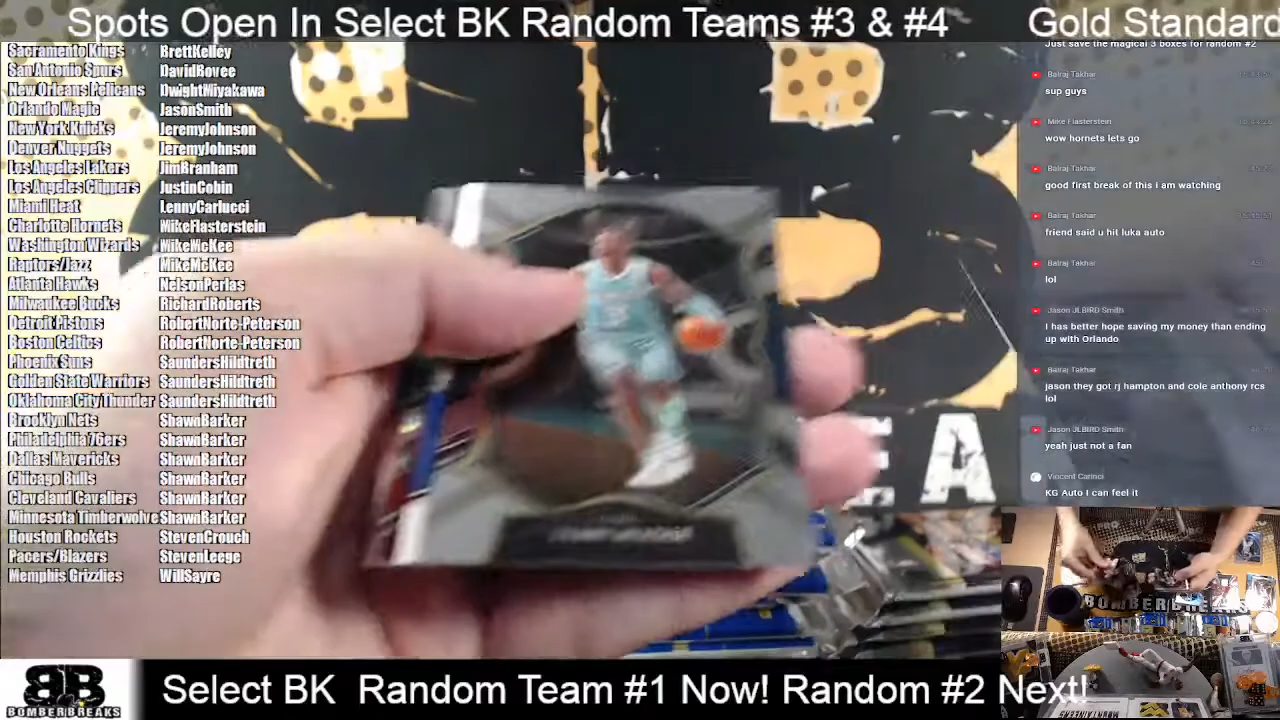 Spots Open In Select BK Random Teams #3 & #4 Gold Standard
Sacramento Kings BrettKelley
San Antonio Spurs DavidBovee
New Orleans Pelicans DwightMiyakawa
Orlando Magic JasonSmith
New York Knicks JeremyJohnson
Denver Nuggets JeremyJohnson
Los Angeles Lakers JimBranham
Los Angeles Clippers JustinCobin
Miami Heat LennyCarlucci
Charlotte Hornets MikeFlasterstein
Washington Wizards MikeMcKee
Raptors/Jazz MikeMcKee
Atlanta Hawks NelsonPerlas
Milwaukee Bucks RichardRoberts
Detroit Pistons RobertNorte-Peterson
Boston Celtics RobertNorte-Peterson
Phoenix Suns SaundersHildtreth
Golden State Warriors SaundersHildtreth
Oklahoma City Thunder SaundersHildtreth
Brooklyn Nets ShawnBarker
Philadelphia 76ers ShawnBarker
Dallas Mavericks ShawnBarker
Chicago Bulls ShawnBarker
Cleveland Cavaliers ShawnBarker
Minnesota Timberwolve ShawnBarker
Houston Rockets StevenCrouch
Pacers/Blazers StevenLeege
Memphis Grizzlies WillSayre
Just save the magical 3 boxes for random #2
Balraj Takhar
sup guys
Mike Flasterstein
wow hornets lets go
Balraj Takhar
good first break of this i am watching
Balraj Takhar
friend said u hit luka auto
Balraj Takhar
lol
Jason JLBIRD Smith
I has better hope saving my money than ending
up with Orlando
Balraj Takhar
jason they got rj hampton and cole anthony rcs
lol
Jason JLBIRD Smith
yeah just not a fan
Vincent Carinci
KG Auto I can feel it
EA
BOMBERBREAKS
MOUNTAINEERS
BB
BOMBERBREAKS
Select BK Random Team #1 Now! Random #2 Next!